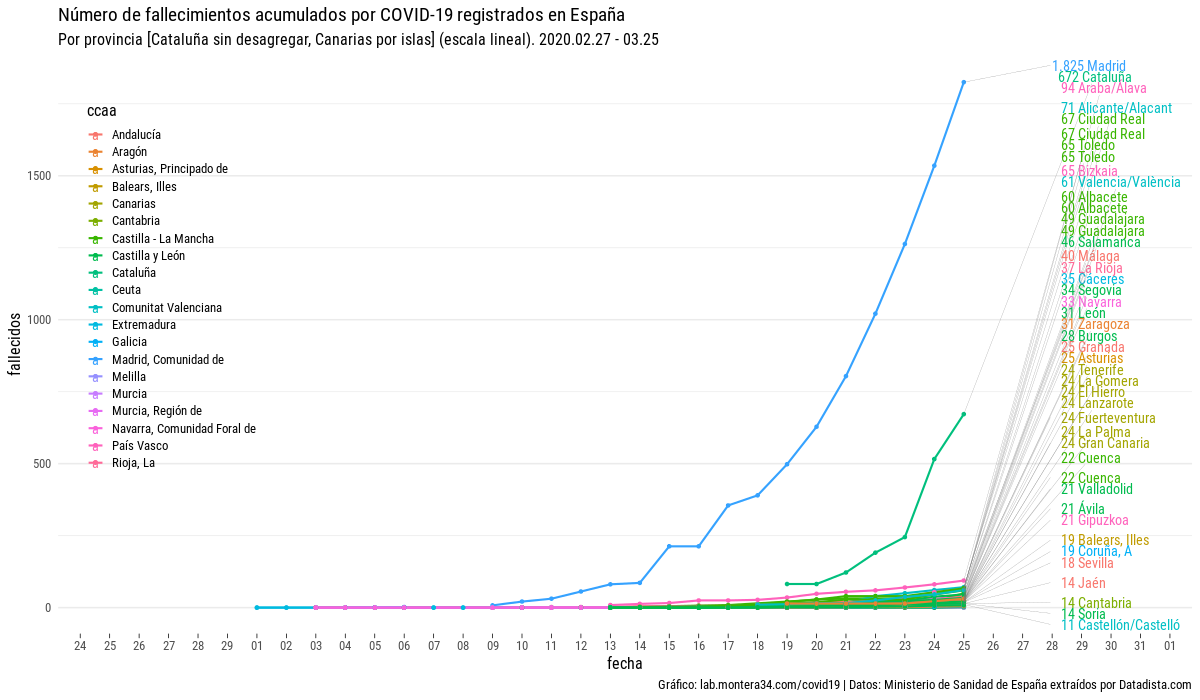 Número de fallecimientos acumulados por COVID-19 registrados en España
Por provincia [Cataluña sin desagregar, Canarias por islas] (escala lineal). 2020.02.27 - 03.25
ccaa
Andalucía
Aragón
Asturias, Principado de
Balears, Illes
Canarias
Cantabria
Castilla - La Mancha
Castilla y León
Cataluña
Ceuta
Comunitat Valenciana
Extremadura
Galicia
Madrid, Comunidad de
Melilla
Murcia
Murcia, Región de
Navarra, Comunidad Foral de
País Vasco
Rioja, La
fallecidos
1500
1000
500
0
1.825 Madrid
672 Cataluña
94 Araba/Álava
71 Alicante/Alacant
67 Ciudad Real
67 Ciudad Real
65 Toledo
65 Toledo
65 Bizkaia
61 Valencia/València
60 Albacete
60 Albacete
49 Guadalajara
49 Guadalajara
46 Salamanca
40 Málaga
37 La Rioja
35 Cáceres
34 Segovia
33 Navarra
31 León
31 Zaragoza
28 Burgos
25 Granada
25 Asturias
24 Tenerife
24 La Gomera
24 El Hierro
24 Lanzarote
24 Fuerteventura
24 La Palma
24 Gran Canaria
22 Cuenca
22 Cuenca
21 Valladolid
21 Ávila
21 Gipuzkoa
19 Balears, Illes
19 Coruña, A
18 Sevilla
14 Jaén
14 Cantabria
14 Soria
11 Castellón/Castelló
24 25 26 27 28 29 01 02 03 04 05 06 07 08 09 10 11 12 13 14 15 16 17 18 19 20 21 22 23 24 25 26 27 28 29 30 31 01
fecha
Gráfico: lab.montera34.com/covid19 | Datos: Ministerio de Sanidad de España extraídos por Datadista.com